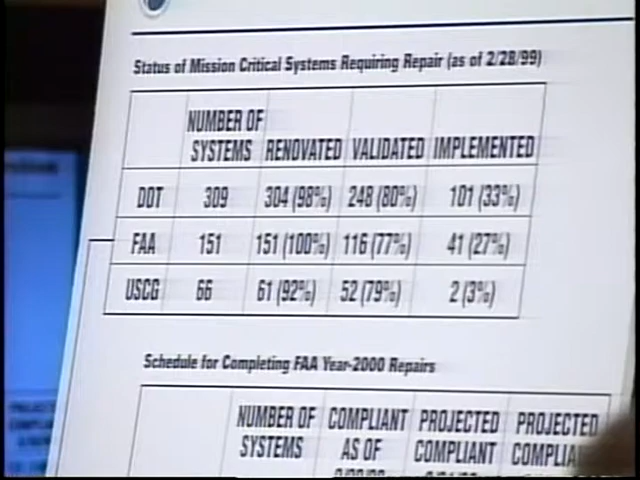 Status of Mission Critical Systems Requiring Repair (as of 2/28/99)
NUMBER OF
SYSTEMS RENOVATED VALIDATED IMPLEMENTED
DOT 309 304 (98%) 248 (80%) 101 (33%)
FAA 151 151 (100%) 116 (77%) 41 (27%)
USCG 66 61 (92%) 52 (79%) 2 (3%)
Schedule for Completing FAA Year-2000 Repairs
NUMBER OF COMPLIANT PROJECTED PROJECTED
SYSTEMS AS OF COMPLIANT